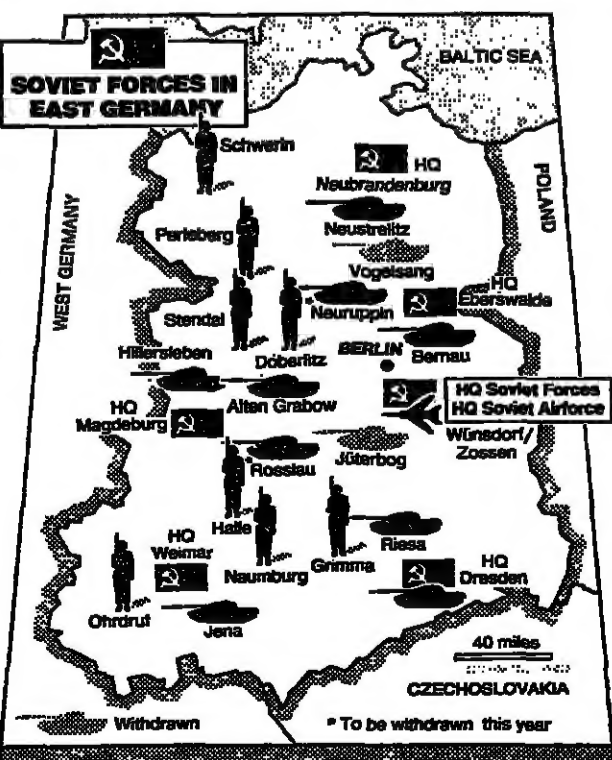 SOVIET FORCES IN
EAST GERMANY
BALTIC SEA
WEST GERMANY
POLAND
Schwerin
HQ
Neubrandenburg
Perleberg
Neustrelitz
Vogelsang
HQ
Eberswalde
Stendal
Döberlitz
*
Neuruppin
BERLIN
Bernau
Hillersleben
Alten Grabow
HQ Soviet Forces
HQ Soviet Airforce
Wünsdorf/
Zossen
HQ
Magdeburg
*
Rosslau
Jüterbog
Halle
Naumburg
Grimma
Riesa
HQ
Weimar
HQ
Dresden
Ohrdruf
Jena
40 miles
CZECHOSLOVAKIA
Withdrawn
* To be withdrawn this year